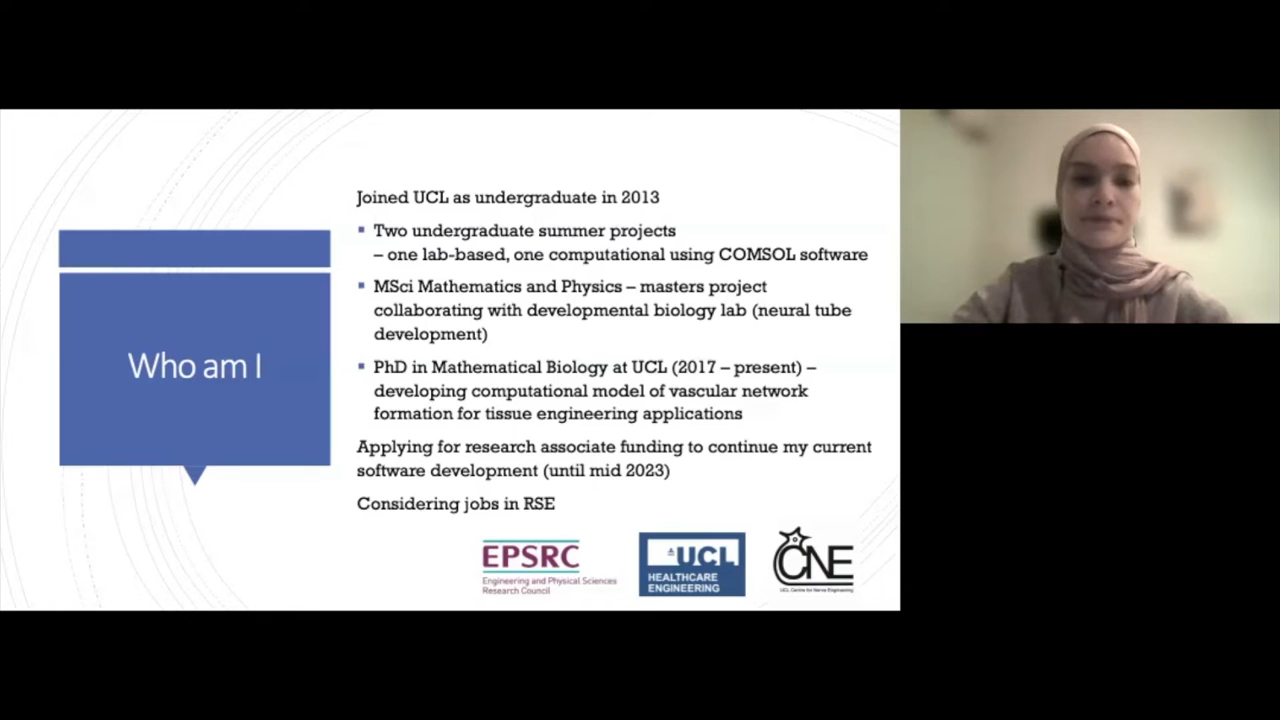 Who am I
Joined UCL as undergraduate in 2013
▪ Two undergraduate summer projects
– one lab-based, one computational using COMSOL software
▪ MSci Mathematics and Physics – masters project
collaborating with developmental biology lab (neural tube
development)
▪ PhD in Mathematical Biology at UCL (2017 – present) –
developing computational model of vascular network
formation for tissue engineering applications
Applying for research associate funding to continue my current
software development (until mid 2023)
Considering jobs in RSE
EPSRC
Engineering and Physical Sciences
Research Council
UCL
HEALTHCARE
ENGINEERING
CNE
UCL Centre for Nerve Engineering